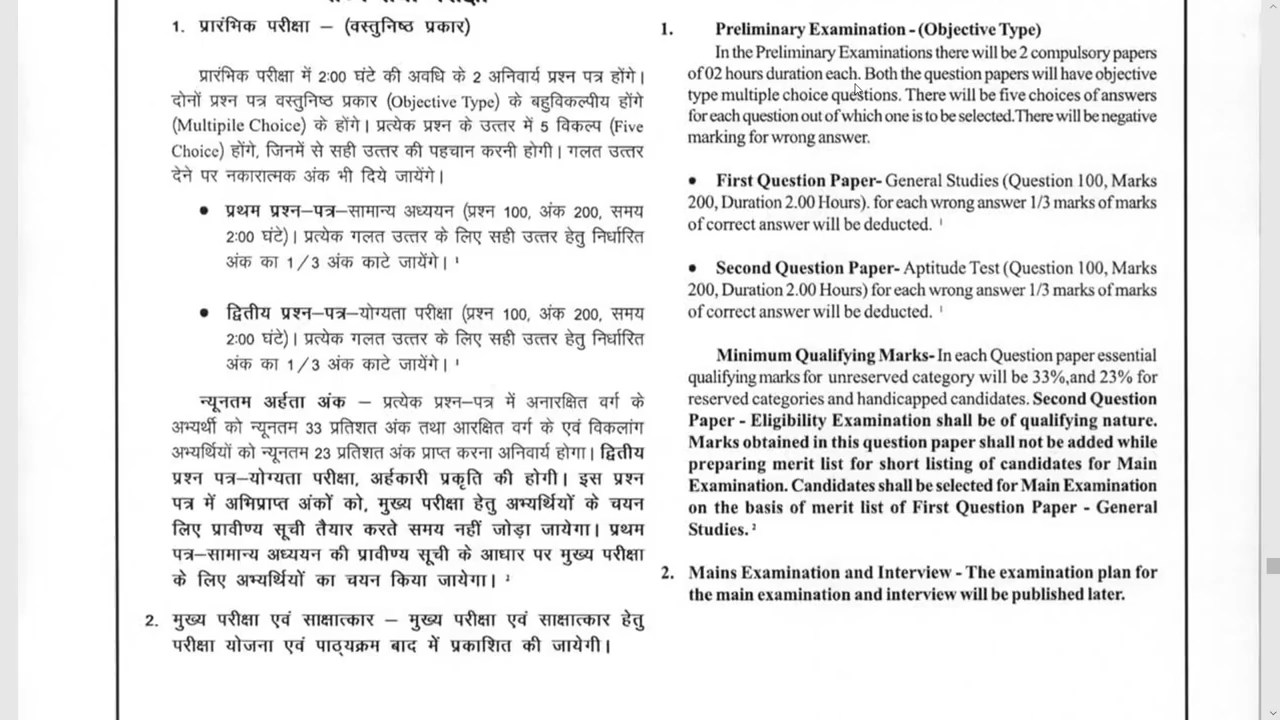 1. प्रारंभिक परीक्षा – (वस्तुनिष्ठ प्रकार)
प्रारंभिक परीक्षा में 2:00 घंटे की अवधि के 2 अनिवार्य प्रश्न पत्र होंगे।
दोनों प्रश्न पत्र वस्तुनिष्ठ प्रकार (Objective Type) के बहुविकल्पीय होंगे
(Multipile Choice) के होंगे। प्रत्येक प्रश्न के उत्तर में 5 विकल्प (Five
Choice) होंगे, जिनमें से सही उत्तर की पहचान करनी होगी। गलत उत्तर
देने पर नकारात्मक अंक भी दिये जायेंगे।
• प्रथम प्रश्न–पत्र–सामान्य अध्ययन (प्रश्न 100, अंक 200, समय
2:00 घंटे)। प्रत्येक गलत उत्तर के लिए सही उत्तर हेतु निर्धारित
अंक का 1/3 अंक काटे जायेंगे। ¹
• द्वितीय प्रश्न–पत्र–योग्यता परीक्षा (प्रश्न 100, अंक 200, समय
2:00 घंटे)। प्रत्येक गलत उत्तर के लिए सही उत्तर हेतु निर्धारित
अंक का 1/3 अंक काटे जायेंगे। ¹
न्यूनतम अर्हता अंक – प्रत्येक प्रश्न–पत्र में अनारक्षित वर्ग के
अभ्यर्थी को न्यूनतम 33 प्रतिशत अंक तथा आरक्षित वर्ग के एवं विकलांग
अभ्यर्थियों को न्यूनतम 23 प्रतिशत अंक प्राप्त करना अनिवार्य होगा। द्वितीय
प्रश्न पत्र–योग्यता परीक्षा, अर्हकारी प्रकृति की होगी। इस प्रश्न
पत्र में अभिप्राप्त अंकों को, मुख्य परीक्षा हेतु अभ्यर्थियों के चयन
लिए प्रावीण्य सूची तैयार करते समय नहीं जोड़ा जायेगा। प्रथम
पत्र–सामान्य अध्ययन की प्रावीण्य सूची के आधार पर मुख्य परीक्षा
के लिए अभ्यर्थियों का चयन किया जायेगा। ²
2. मुख्य परीक्षा एवं साक्षात्कार – मुख्य परीक्षा एवं साक्षात्कार हेतु
परीक्षा योजना एवं पाठ्यक्रम बाद में प्रकाशित की जायेगी।
1. Preliminary Examination - (Objective Type)
In the Preliminary Examinations there will be 2 compulsory papers
of 02 hours duration each. Both the question papers will have objective
type multiple choice questions. There will be five choices of answers
for each question out of which one is to be selected.There will be negative
marking for wrong answer.
• First Question Paper- General Studies (Question 100, Marks
200, Duration 2.00 Hours). for each wrong answer 1/3 marks of marks
of correct answer will be deducted. ¹
• Second Question Paper- Aptitude Test (Question 100, Marks
200, Duration 2.00 Hours) for each wrong answer 1/3 marks of marks
of correct answer will be deducted. ¹
Minimum Qualifying Marks- In each Question paper essential
qualifying marks for unreserved category will be 33%,and 23% for
reserved categories and handicapped candidates. Second Question
Paper - Eligibility Examination shall be of qualifying nature.
Marks obtained in this question paper shall not be added while
preparing merit list for short listing of candidates for Main
Examination. Candidates shall be selected for Main Examination
on the basis of merit list of First Question Paper - General
Studies. ²
2. Mains Examination and Interview - The examination plan for
the main examination and interview will be published later.